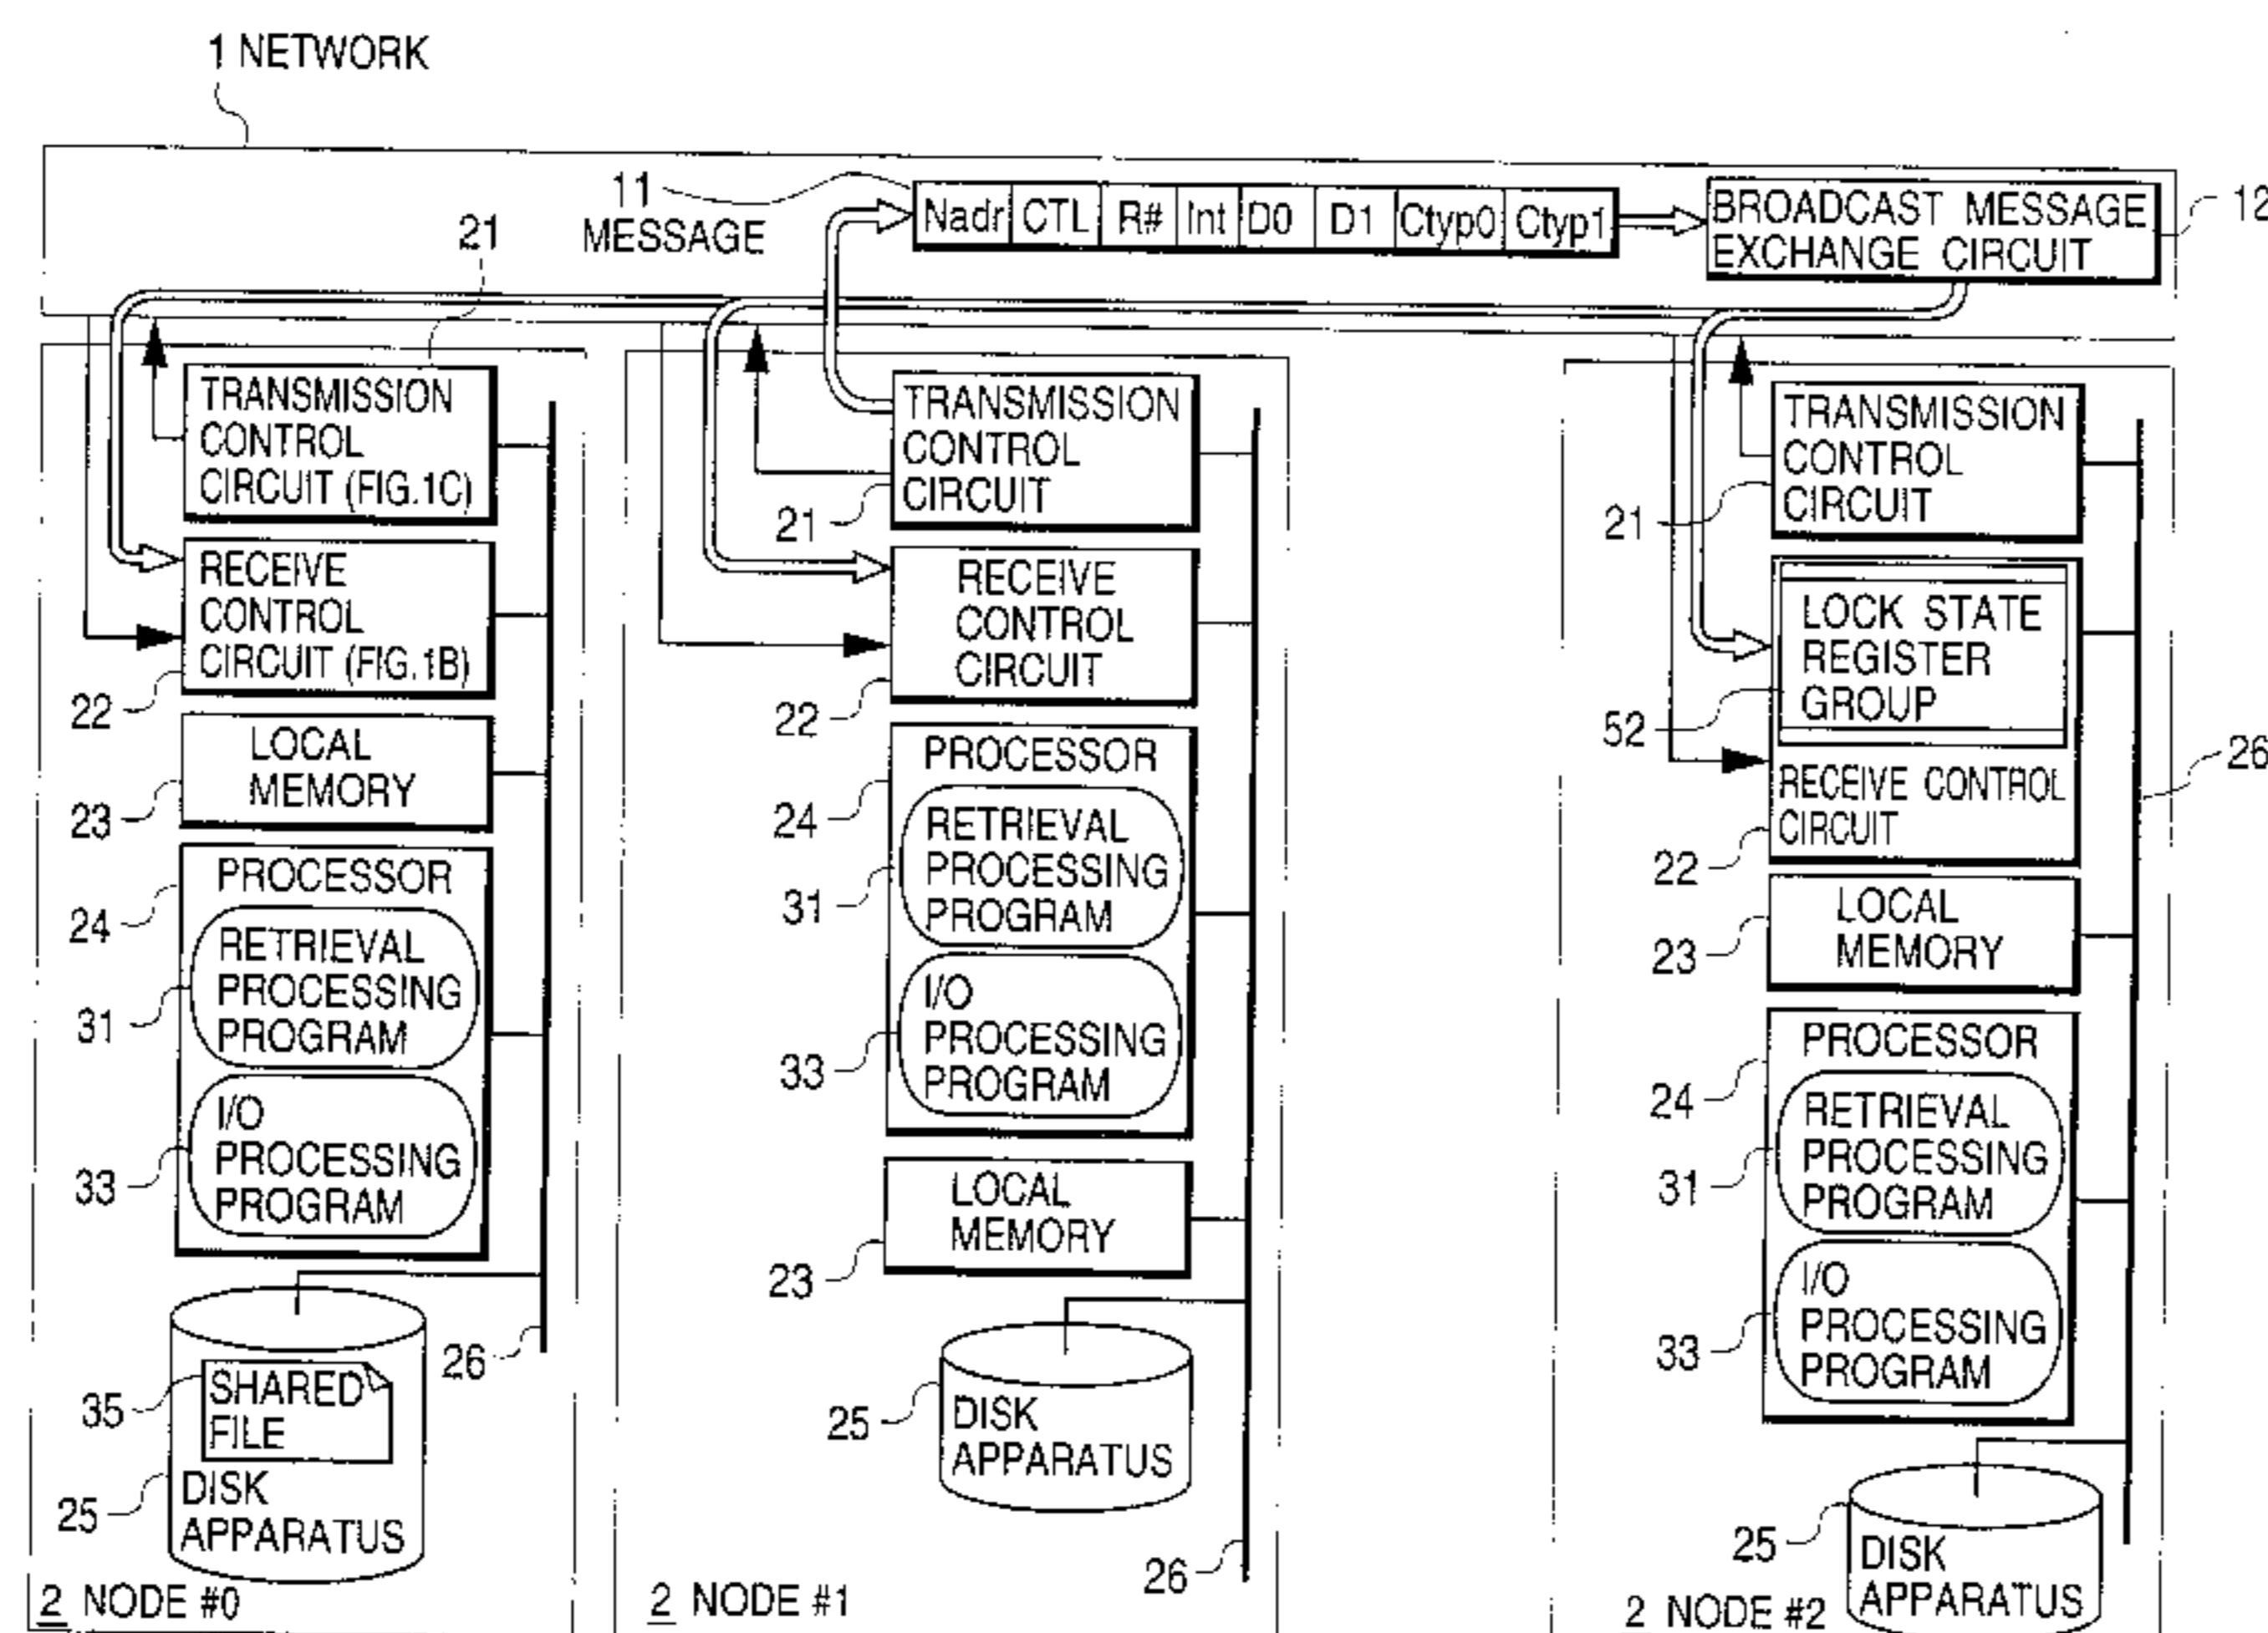 1 NETWORK
11
MESSAGE
Nadr CTL R# Int D0 D1 Ctyp0 Ctyp1
BROADCAST MESSAGE
EXCHANGE CIRCUIT
12
21
TRANSMISSION
CONTROL
CIRCUIT (FIG.1C)
RECEIVE
CONTROL
CIRCUIT (FIG.1B)
22
LOCAL
MEMORY
23
PROCESSOR
24
RETRIEVAL
PROCESSING
PROGRAM
31
I/O
PROCESSING
PROGRAM
33
26
SHARED
FILE
35
DISK
APPARATUS
25
2 NODE #0
TRANSMISSION
CONTROL
CIRCUIT
21
RECEIVE
CONTROL
CIRCUIT
22
PROCESSOR
24
RETRIEVAL
PROCESSING
PROGRAM
31
I/O
PROCESSING
PROGRAM
33
LOCAL
MEMORY
23
DISK
APPARATUS
25
26
2 NODE #1
TRANSMISSION
CONTROL
CIRCUIT
21
LOCK STATE
REGISTER
GROUP
52
RECEIVE CONTROL
CIRCUIT
22
26
LOCAL
MEMORY
23
PROCESSOR
24
RETRIEVAL
PROCESSING
PROGRAM
31
I/O
PROCESSING
PROGRAM
33
DISK
APPARATUS
25
2 NODE #2